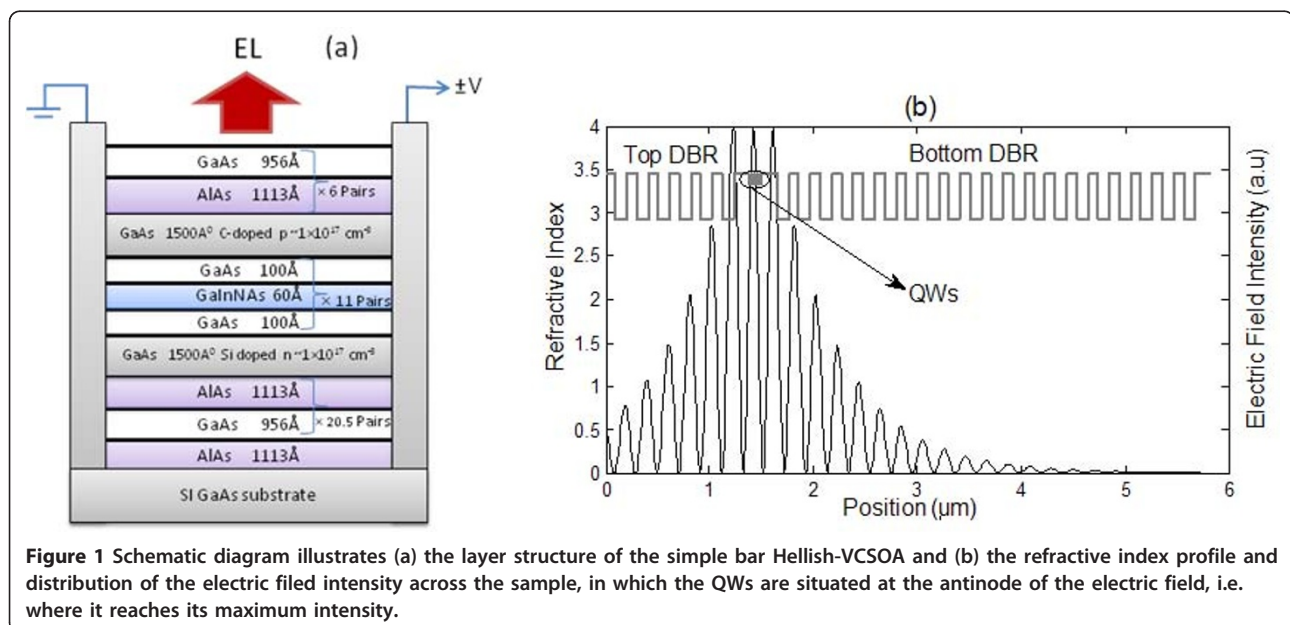 EL (a)
±V
GaAs 956Å
AlAs 1113Å
× 6 Pairs
GaAs 1500A⁰ C-doped p~1×10¹⁷ cm⁻³
GaAs 100Å
GaInNAs 60Å
× 11 Pairs
GaAs 100Å
GaAs 1500A⁰ Si doped n~1×10¹⁷ cm⁻³
AlAs 1113Å
GaAs 956Å
× 20.5 Pairs
AlAs 1113Å
SI GaAs substrate
(b)
Top DBR Bottom DBR
QWs
Refractive Index
4
3.5
3
2.5
2
1.5
1
0.5
0
0 1 2 3 4 5 6
Position (µm)
Electric Field Intensity (a.u)
Figure 1 Schematic diagram illustrates (a) the layer structure of the simple bar Hellish-VCSOA and (b) the refractive index profile and
distribution of the electric filed intensity across the sample, in which the QWs are situated at the antinode of the electric field, i.e.
where it reaches its maximum intensity.